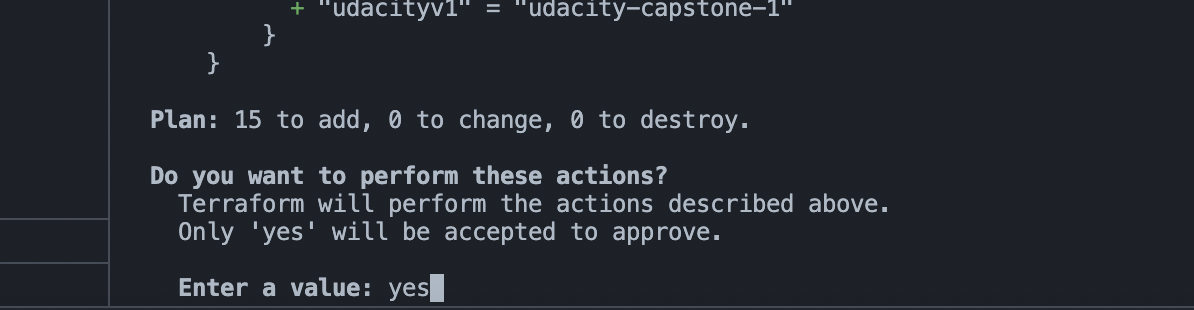 + "udacityv1" = "udacity-capstone-1"
}
}
Plan: 15 to add, 0 to change, 0 to destroy.
Do you want to perform these actions?
Terraform will perform the actions described above.
Only 'yes' will be accepted to approve.
Enter a value: yes